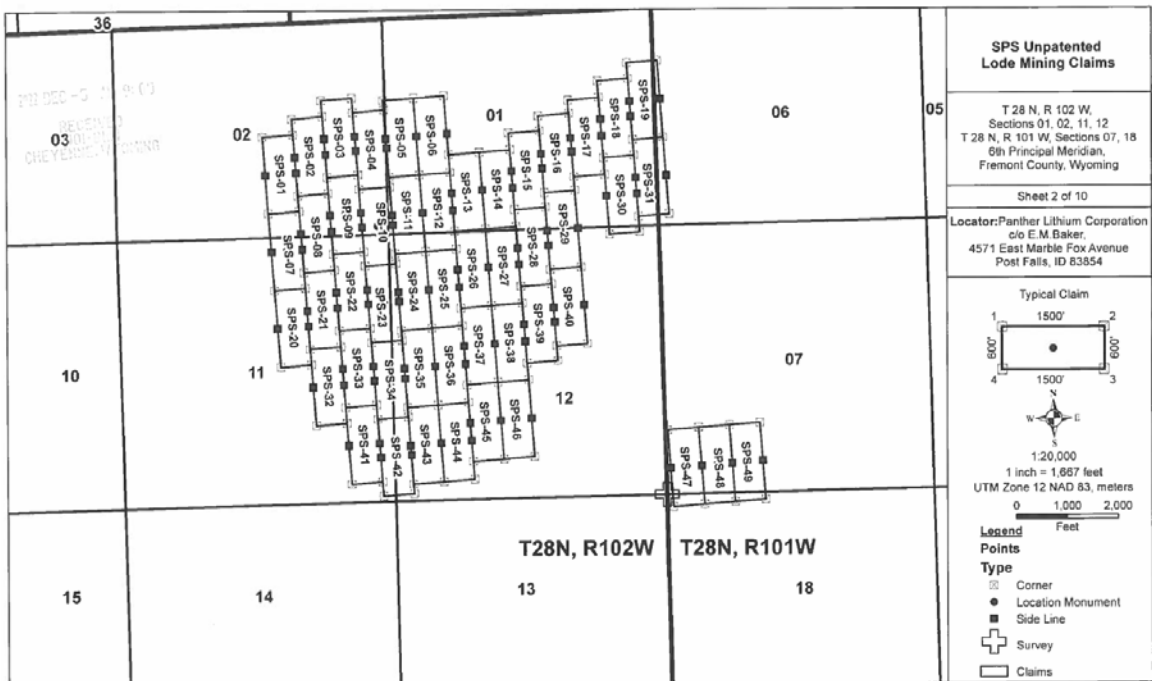 36
DEC -5
RECEIVED
CHEYENNE, WYOMING
03
02
01
06
05
SPS-01
SPS-02
SPS-03
SPS-04
SPS-05
SPS-06
SPS-07
SPS-08
SPS-09
SPS-10
SPS-11
SPS-12
SPS-13
SPS-14
SPS-15
SPS-16
SPS-17
SPS-18
SPS-19
SPS-20
SPS-21
SPS-22
SPS-23
SPS-24
SPS-25
SPS-26
SPS-27
SPS-28
SPS-29
SPS-30
SPS-31
SPS-32
SPS-33
SPS-34
SPS-35
SPS-36
SPS-37
SPS-38
SPS-39
SPS-40
SPS-41
SPS-42
SPS-43
SPS-44
SPS-45
SPS-46
SPS-47
SPS-48
SPS-49
10
11
12
07
T28N, R102W
T28N, R101W
15
14
13
18
SPS Unpatented
Lode Mining Claims
T 28 N, R 102 W,
Sections 01, 02, 11, 12
T 28 N, R 101 W, Sections 07, 18
6th Principal Meridian,
Fremont County, Wyoming
Sheet 2 of 10
Locator:Panther Lithium Corporation
c/o E.M.Baker,
4571 East Marble Fox Avenue
Post Falls, ID 83854
Typical Claim
1 1500' 2
600' 600'
4 1500' 3
N
W E
S
1:20,000
1 inch = 1,667 feet
UTM Zone 12 NAD 83, meters
0 1,000 2,000
Feet
Legend
Points
Type
Corner
Location Monument
Side Line
Survey
Claims